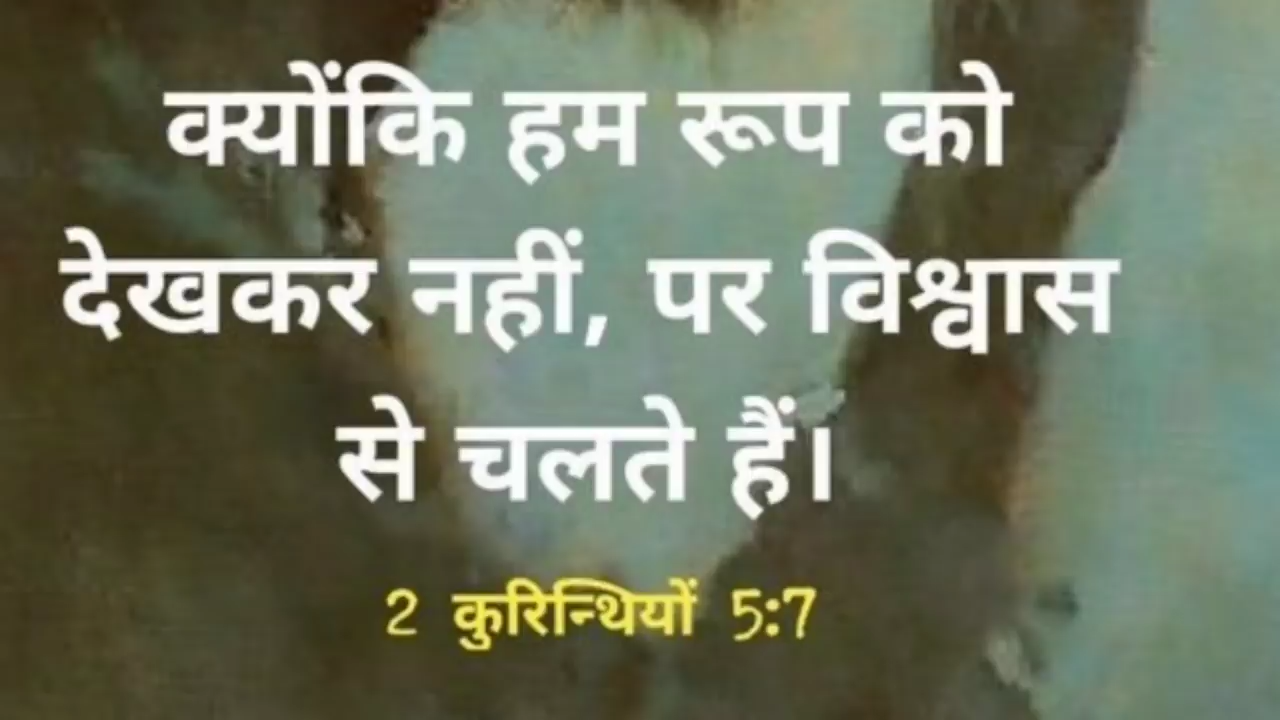 क्योंकि हम रूप को
देखकर नहीं, पर विश्वास
से चलते हैं।
2 कुरिन्थियों 5:7